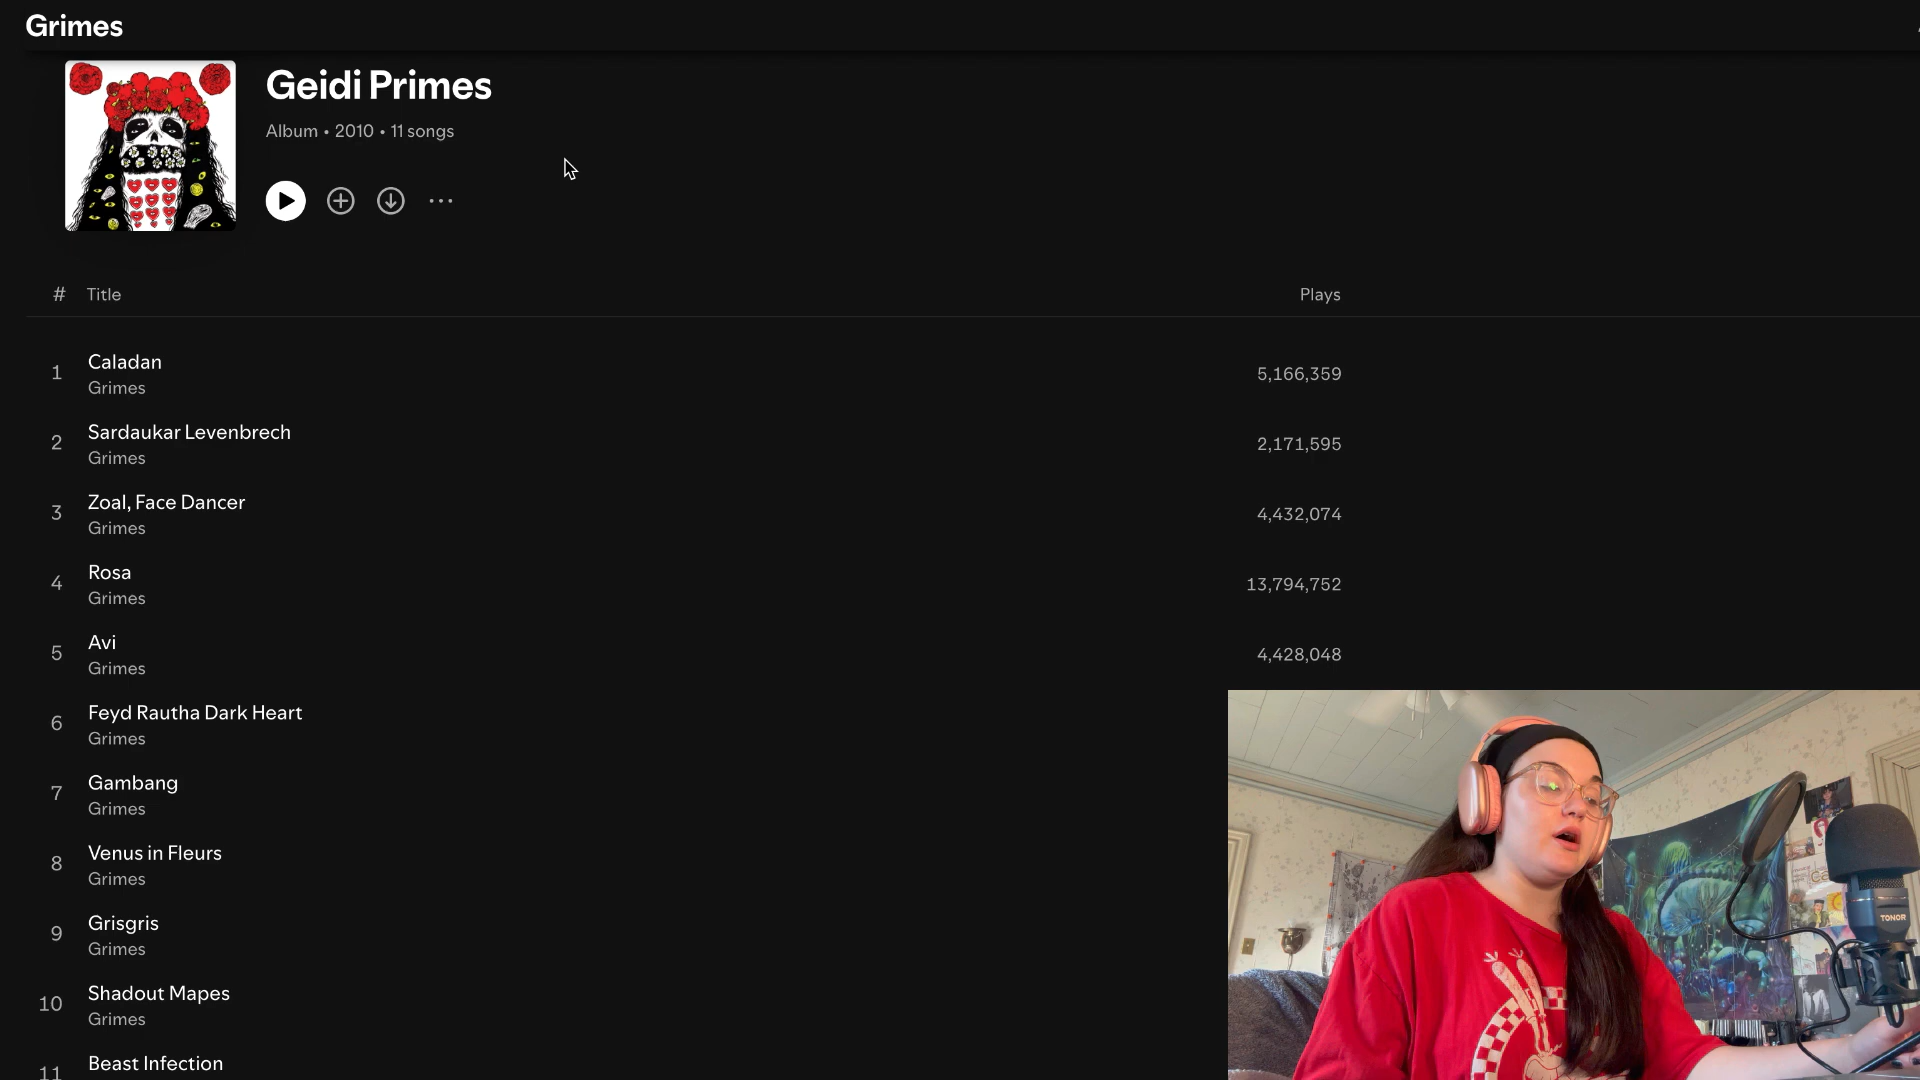 Grimes
Geidi Primes
Album • 2010 • 11 songs
# Title Plays
1 Caladan 5,166,359
Grimes
2 Sardaukar Levenbrech 2,171,595
Grimes
3 Zoal, Face Dancer 4,432,074
Grimes
4 Rosa 13,794,752
Grimes
5 Avi 4,428,048
Grimes
6 Feyd Rautha Dark Heart
Grimes
7 Gambang
Grimes
8 Venus in Fleurs
Grimes
9 Grisgris
Grimes
10 Shadout Mapes
Grimes
11 Beast Infection
TONOR